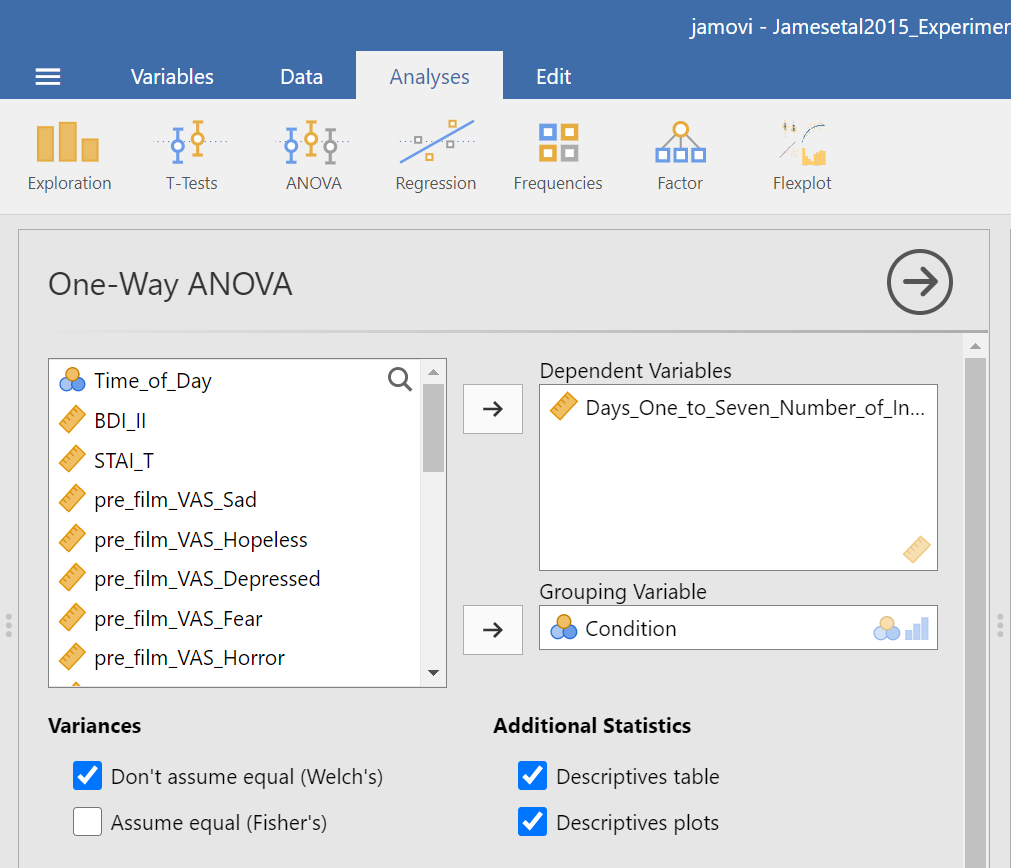 jamovi - Jamesetal2015_Experimen
Variables Data Analyses Edit
Exploration T-Tests ANOVA Regression Frequencies Factor Flexplot
One-Way ANOVA
Time_of_Day
BDI_II
STAI_T
pre_film_VAS_Sad
pre_film_VAS_Hopeless
pre_film_VAS_Depressed
pre_film_VAS_Fear
pre_film_VAS_Horror
Dependent Variables
Days_One_to_Seven_Number_of_In...
Grouping Variable
Condition
Variances
Don't assume equal (Welch's)
Assume equal (Fisher's)
Additional Statistics
Descriptives table
Descriptives plots